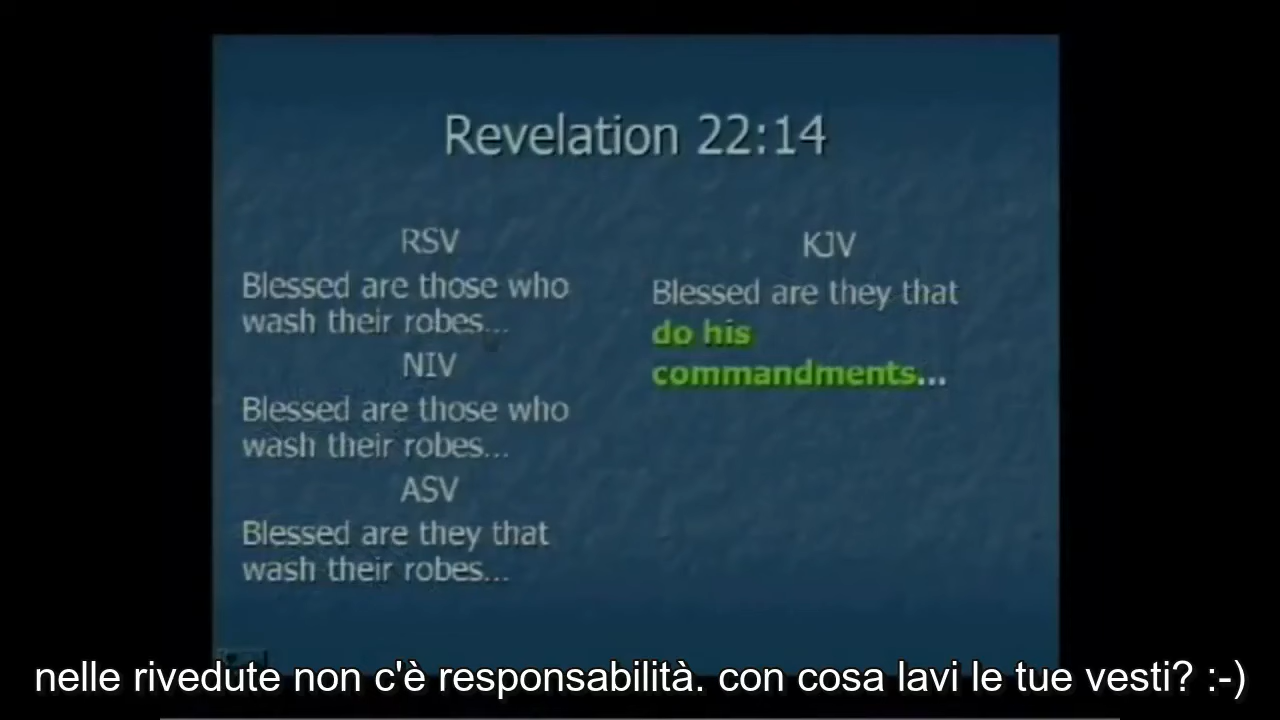 Revelation 22:14
RSV
Blessed are those who
wash their robes...
NIV
Blessed are those who
wash their robes...
ASV
Blessed are they that
wash their robes...
KJV
Blessed are they that
do his
commandments...
nelle rivedute non c'è responsabilità. con cosa lavi le tue vesti? :-)